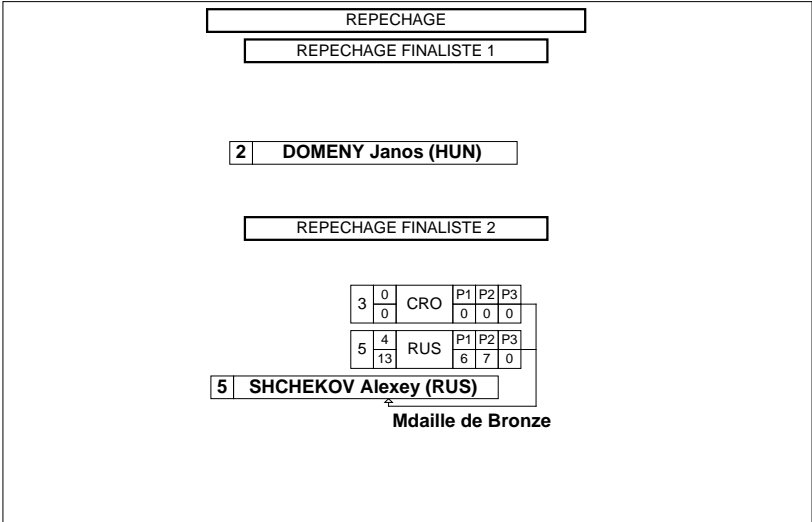 REPECHAGE
REPECHAGE FINALISTE 1
2 DOMENY Janos (HUN)
REPECHAGE FINALISTE 2
3 0 CRO P1 P2 P3
0 0 0 0
5 4 RUS P1 P2 P3
13 6 7 0
5 SHCHEKOV Alexey (RUS)
Mdaille de Bronze